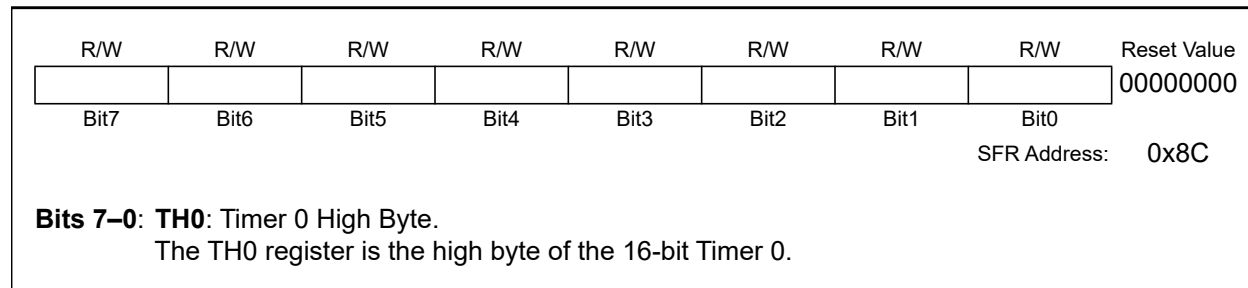 R/W R/W R/W R/W R/W R/W R/W R/W Reset Value
00000000
Bit7 Bit6 Bit5 Bit4 Bit3 Bit2 Bit1 Bit0
SFR Address: 0x8C
Bits 7–0: TH0: Timer 0 High Byte.
The TH0 register is the high byte of the 16-bit Timer 0.